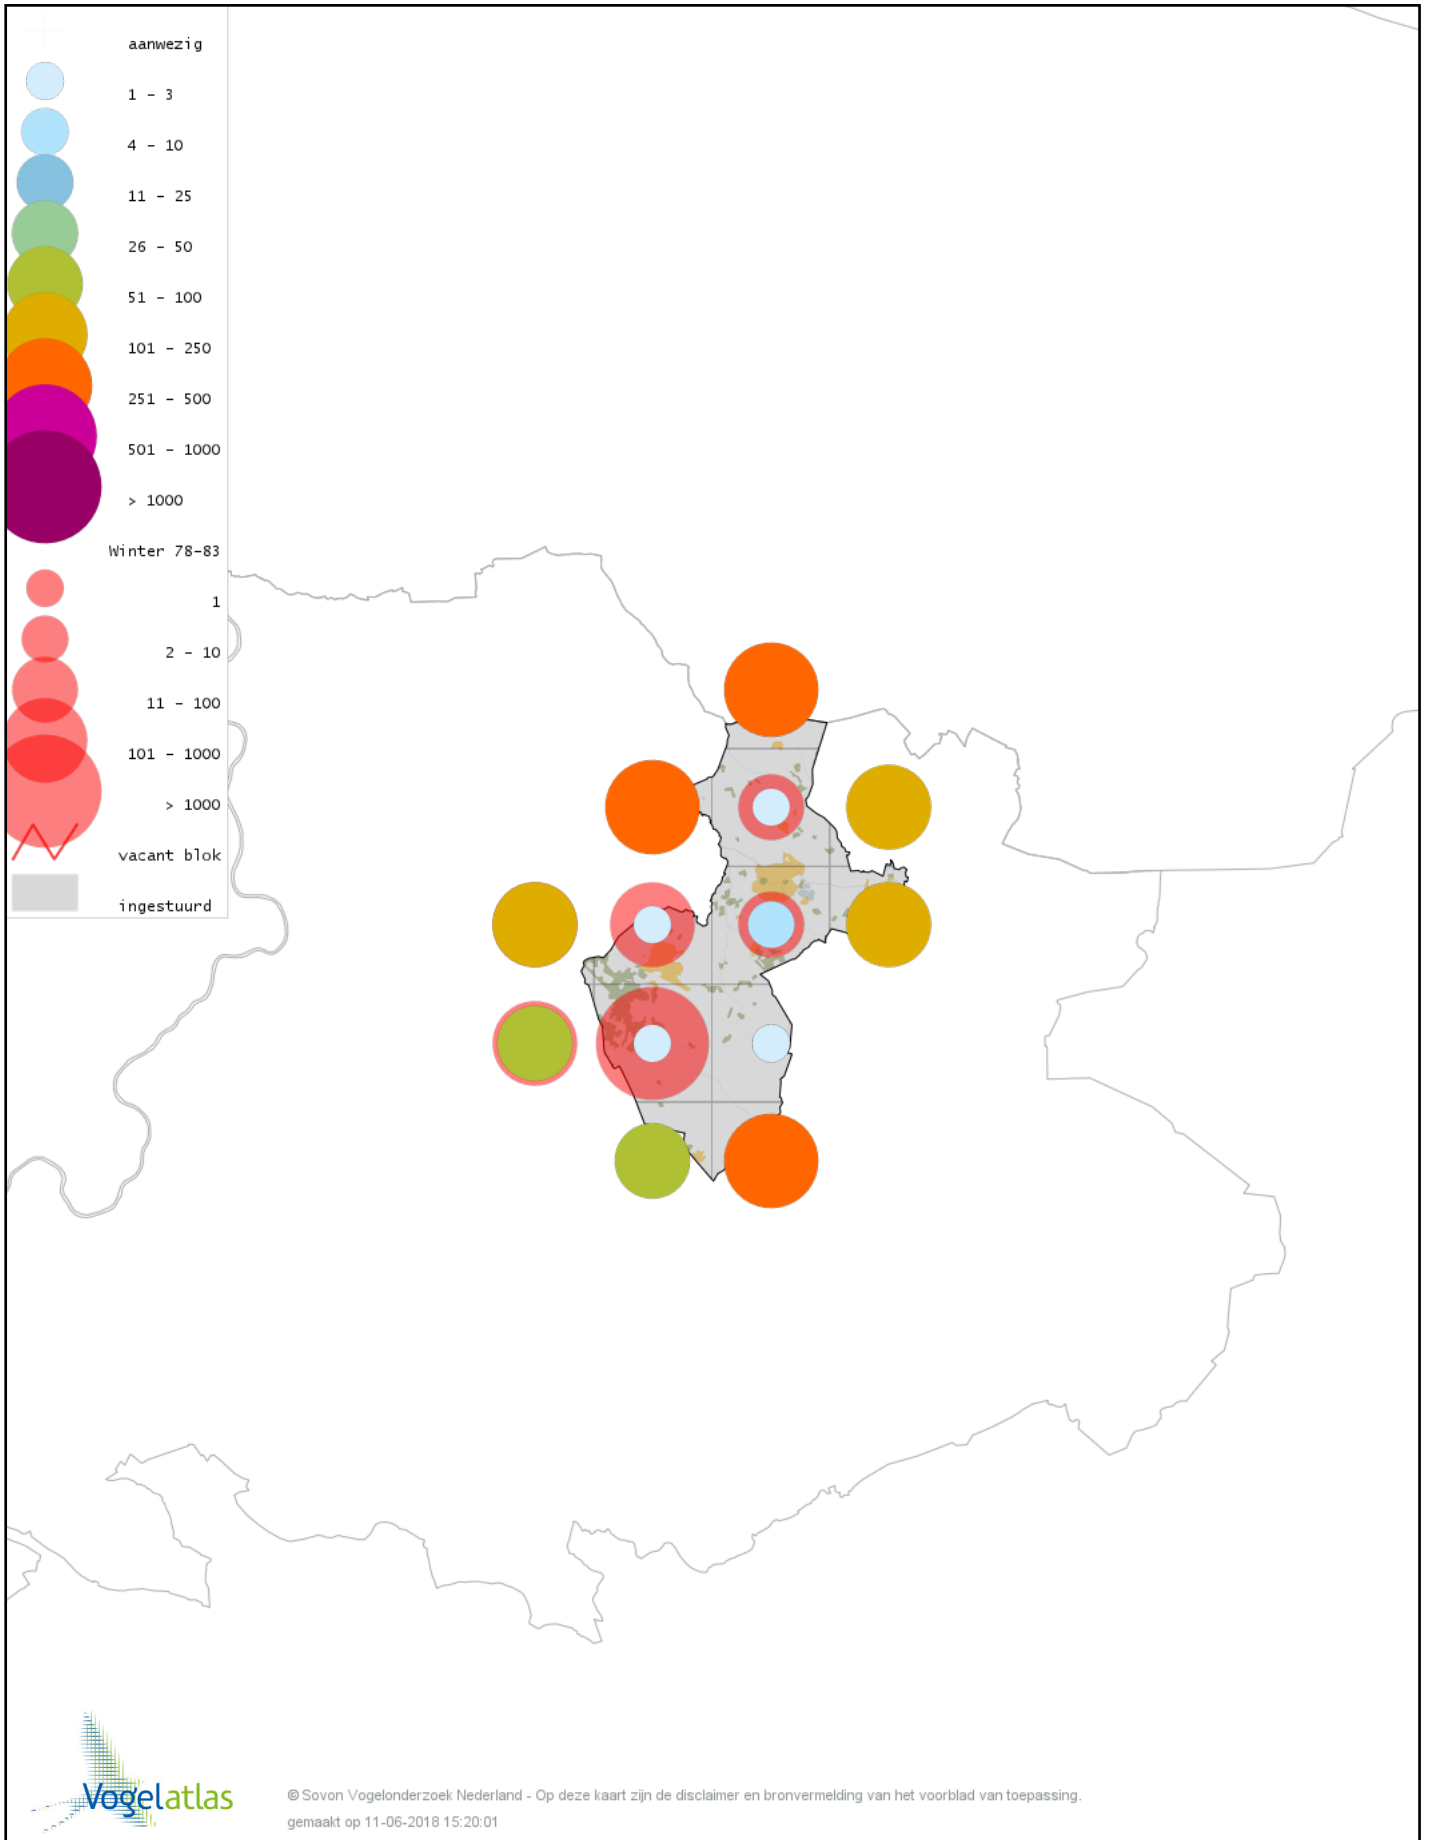 aanwezig
1 - 3
4 - 10
11 - 25
26 - 50
51 - 100
101 - 250
251 - 500
501 - 1000
> 1000
Winter 78-83
1
2 - 10
11 - 100
101 - 1000
> 1000
vacant blok
ingestuurd
Vogelatlas
© Sovon Vogelonderzoek Nederland - Op deze kaart zijn de disclaimer en bronvermelding van het voorblad van toepassing.
gemaakt op 11-06-2018 15:20:01